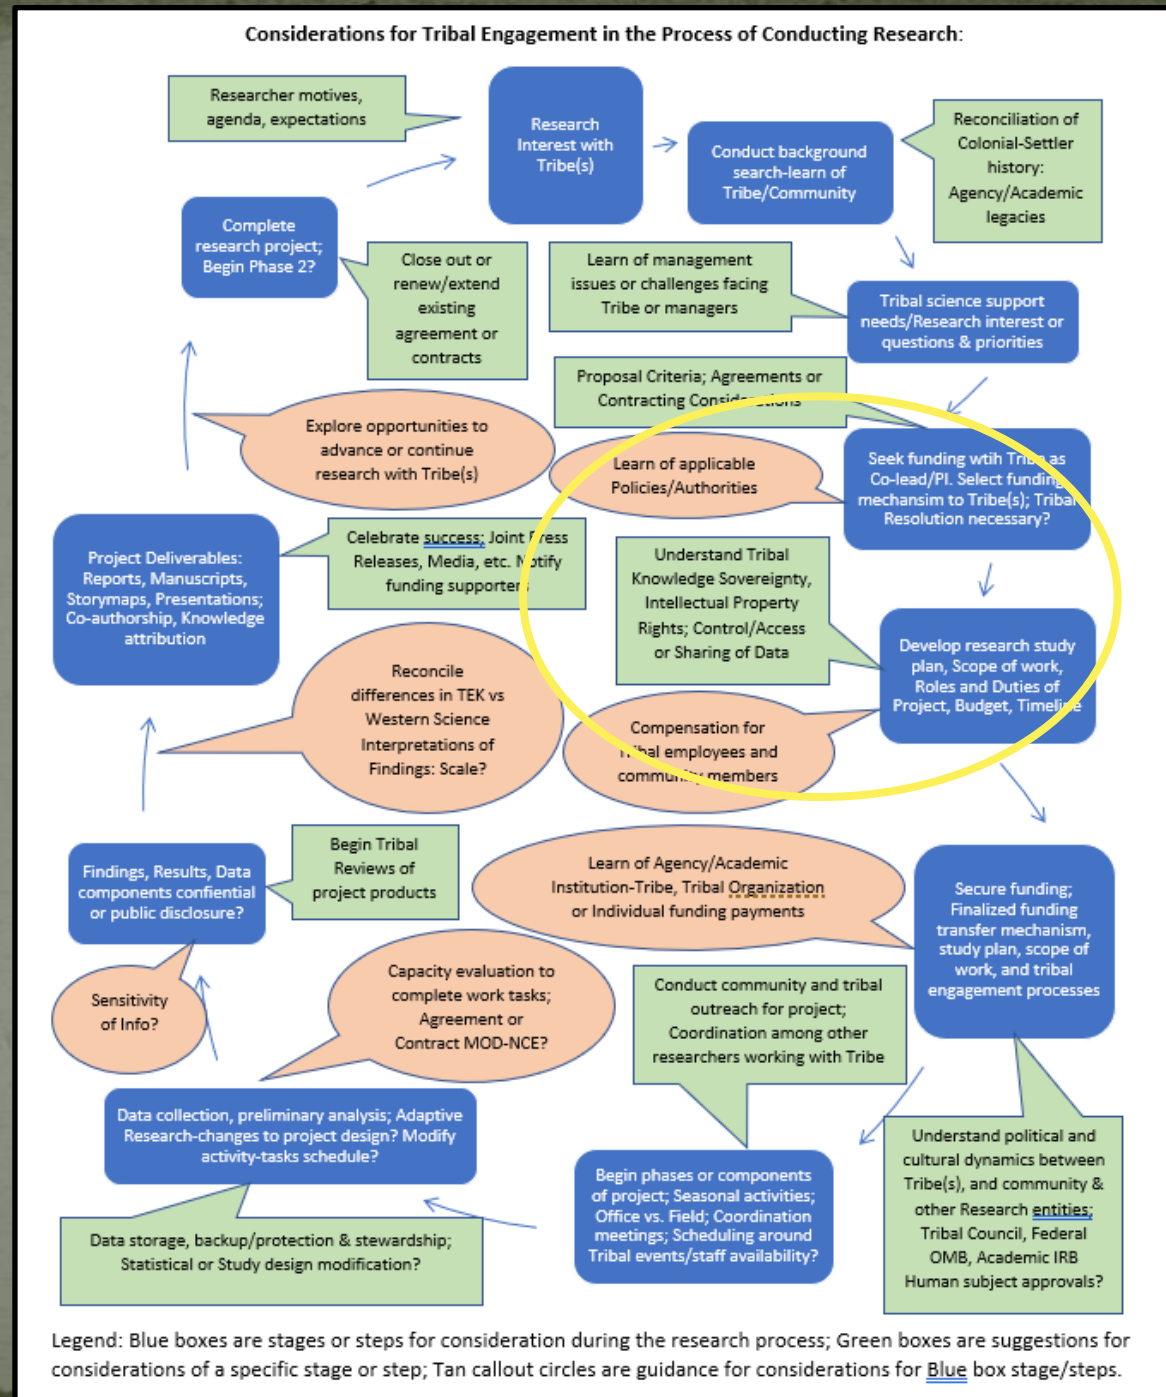 Considerations for Tribal Engagement in the Process of Conducting Research:
Researcher motives,
agenda, expectations
Research
Interest with
Tribe(s)
Conduct background
search-learn of
Tribe/Community
Reconciliation of
Colonial-Settler
history:
Agency/Academic
legacies
Complete
research project;
Begin Phase 2?
Close out or
renew/extend
existing
agreement or
contracts
Learn of management
issues or challenges facing
Tribe or managers
Tribal science support
needs/Research interest or
questions & priorities
Proposal Criteria; Agreements or
Contracting Considerations
Explore opportunities to
advance or continue
research with Tribe(s)
Learn of applicable
Policies/Authorities
Seek funding wtih Tribe as
Co-lead/PI. Select funding
mechansim to Tribe(s); Tribal
Resolution necessary?
Project Deliverables:
Reports, Manuscripts,
Storymaps, Presentations;
Co-authorship, Knowledge
attribution
Celebrate success; Joint Press
Releases, Media, etc. Notify
funding supporters
Understand Tribal
Knowledge Sovereignty,
Intellectual Property
Rights; Control/Access
or Sharing of Data
Develop research study
plan, Scope of work,
Roles and Duties of
Project, Budget, Timeline
Reconcile
differences in TEK vs
Western Science
Interpretations of
Findings: Scale?
Compensation for
Tribal employees and
community members
Findings, Results, Data
components confiential
or public disclosure?
Begin Tribal
Reviews of
project products
Learn of Agency/Academic
Institution-Tribe, Tribal Organization
or Individual funding payments
Secure funding;
Finalized funding
transfer mechanism,
study plan, scope of
work, and tribal
engagement processes
Sensitivity
of Info?
Capacity evaluation to
complete work tasks;
Agreement or
Contract MOD-NCE?
Conduct community and tribal
outreach for project;
Coordination among other
researchers working with Tribe
Data collection, preliminary analysis; Adaptive
Research-changes to project design? Modify
activity-tasks schedule?
Begin phases or components
of project; Seasonal activities;
Office vs. Field; Coordination
meetings; Scheduling around
Tribal events/staff availability?
Understand political and
cultural dynamics between
Tribe(s), and community &
other Research entities;
Tribal Council, Federal
OMB, Academic IRB
Human subject approvals?
Data storage, backup/protection & stewardship;
Statistical or Study design modification?
Legend: Blue boxes are stages or steps for consideration during the research process; Green boxes are suggestions for
considerations of a specific stage or step; Tan callout circles are guidance for considerations for Blue box stage/steps.